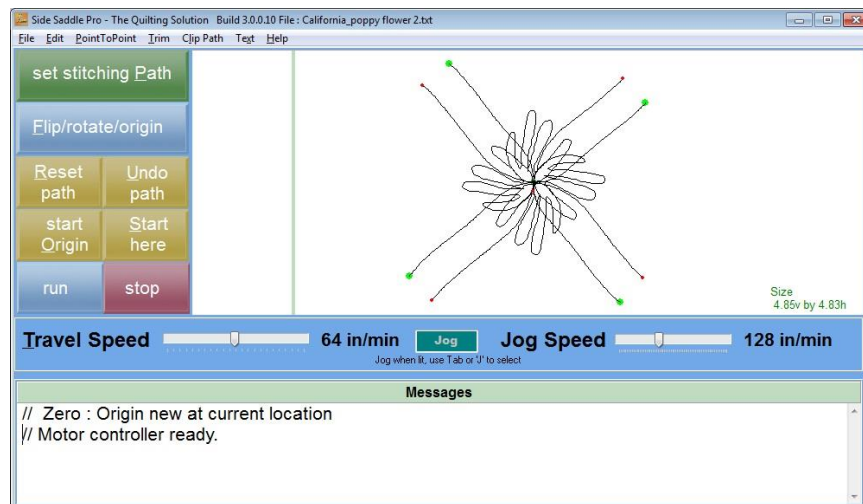 Side Saddle Pro - The Quilting Solution Build 3.0.0.10 File : California_poppy flower 2.txt
File Edit PointToPoint Trim Clip Path Text Help
set stitching Path
Flip/rotate/origin
Reset path
Undo path
start Origin
Start here
run
stop
Size
4.85v by 4.83h
Travel Speed
64 in/min
Jog
Jog Speed
128 in/min
Jog when lit, use Tab or 'J' to select
Messages
// Zero : Origin new at current location
// Motor controller ready.